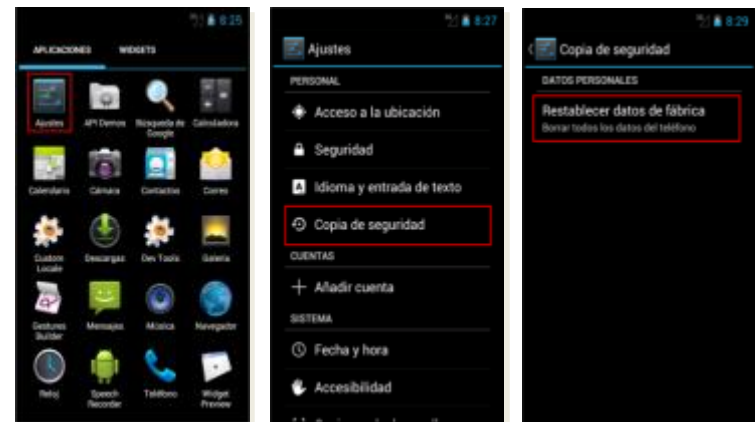 8:25
APLICACIONES WIDGETS
Ajustes API Demos Búsqueda de Google Calculadora
Calendario Cámara Contactos Correo
Custom Locale Descargas Dev Tools Galería
Gestures Builder Mensajes Música Navegador
Reloj Speech Recorder Teléfono Widget Preview
8:27
Ajustes
PERSONAL
Acceso a la ubicación
Seguridad
A Idioma y entrada de texto
Copia de seguridad
CUENTAS
Añadir cuenta
SISTEMA
Fecha y hora
Accesibilidad
8:29
Copia de seguridad
DATOS PERSONALES
Restablecer datos de fábrica
Borrar todos los datos del teléfono